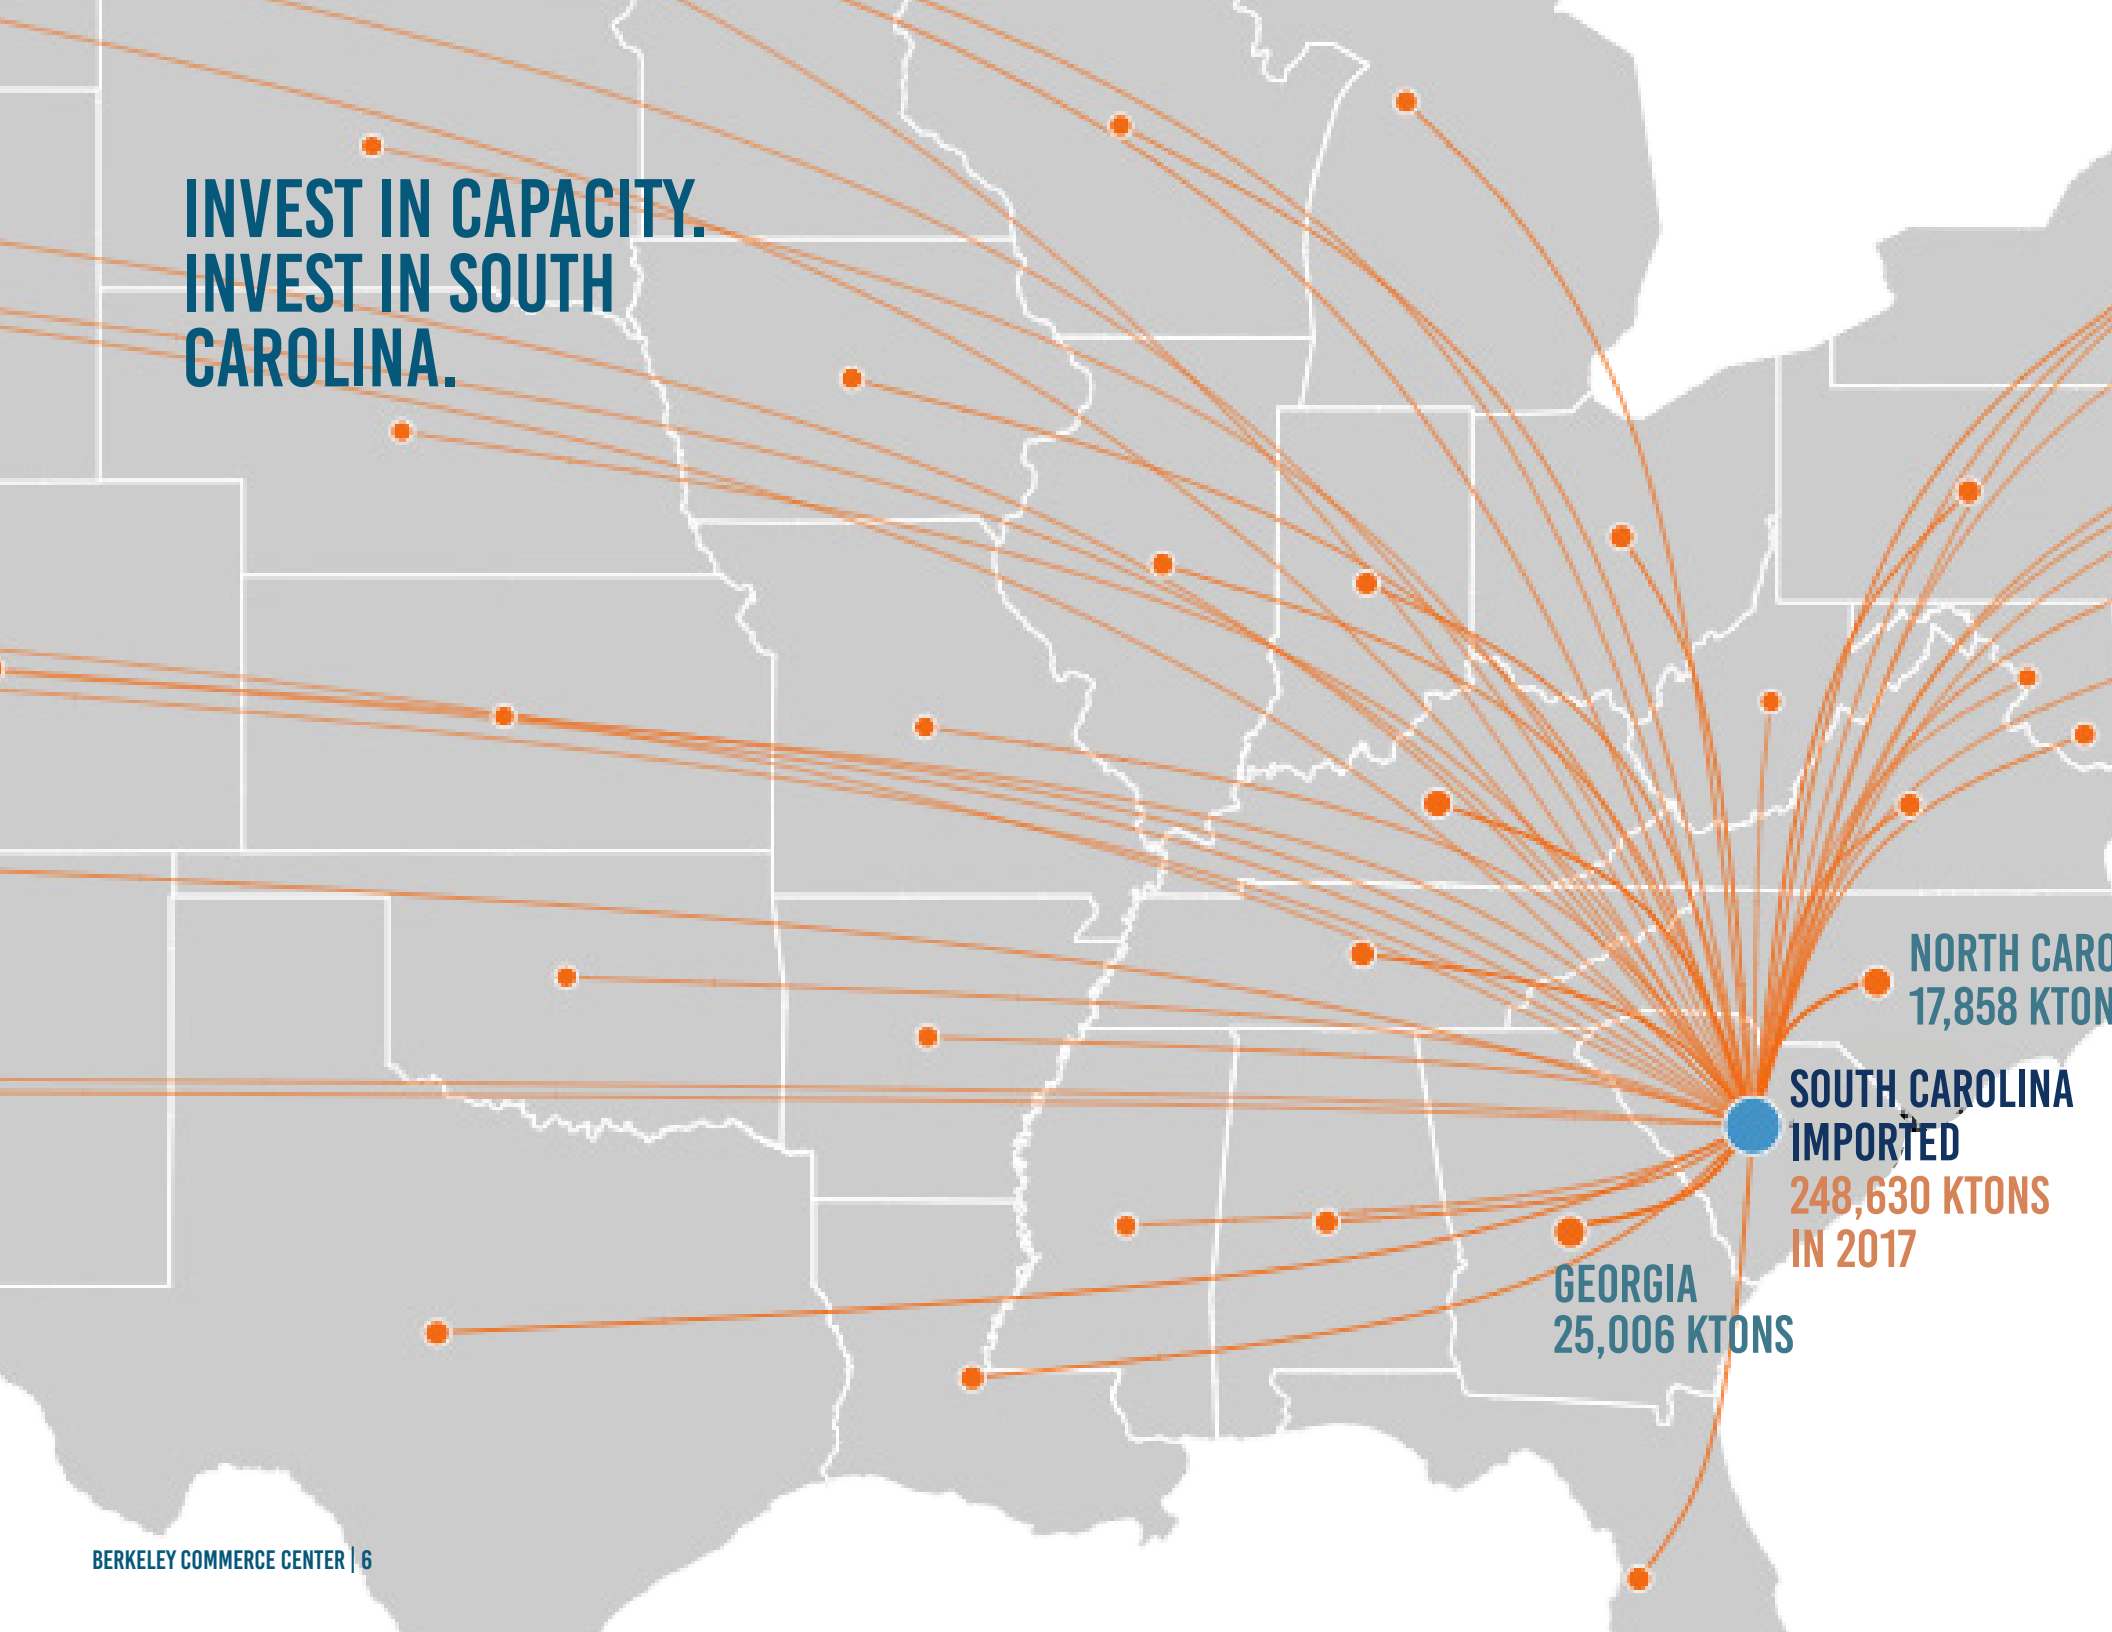 INVEST IN CAPACITY.
INVEST IN SOUTH
CAROLINA.
NORTH CARO
17,858 KTON
SOUTH CAROLINA
IMPORTED
248,630 KTONS
IN 2017
GEORGIA
25,006 KTONS
BERKELEY COMMERCE CENTER | 6